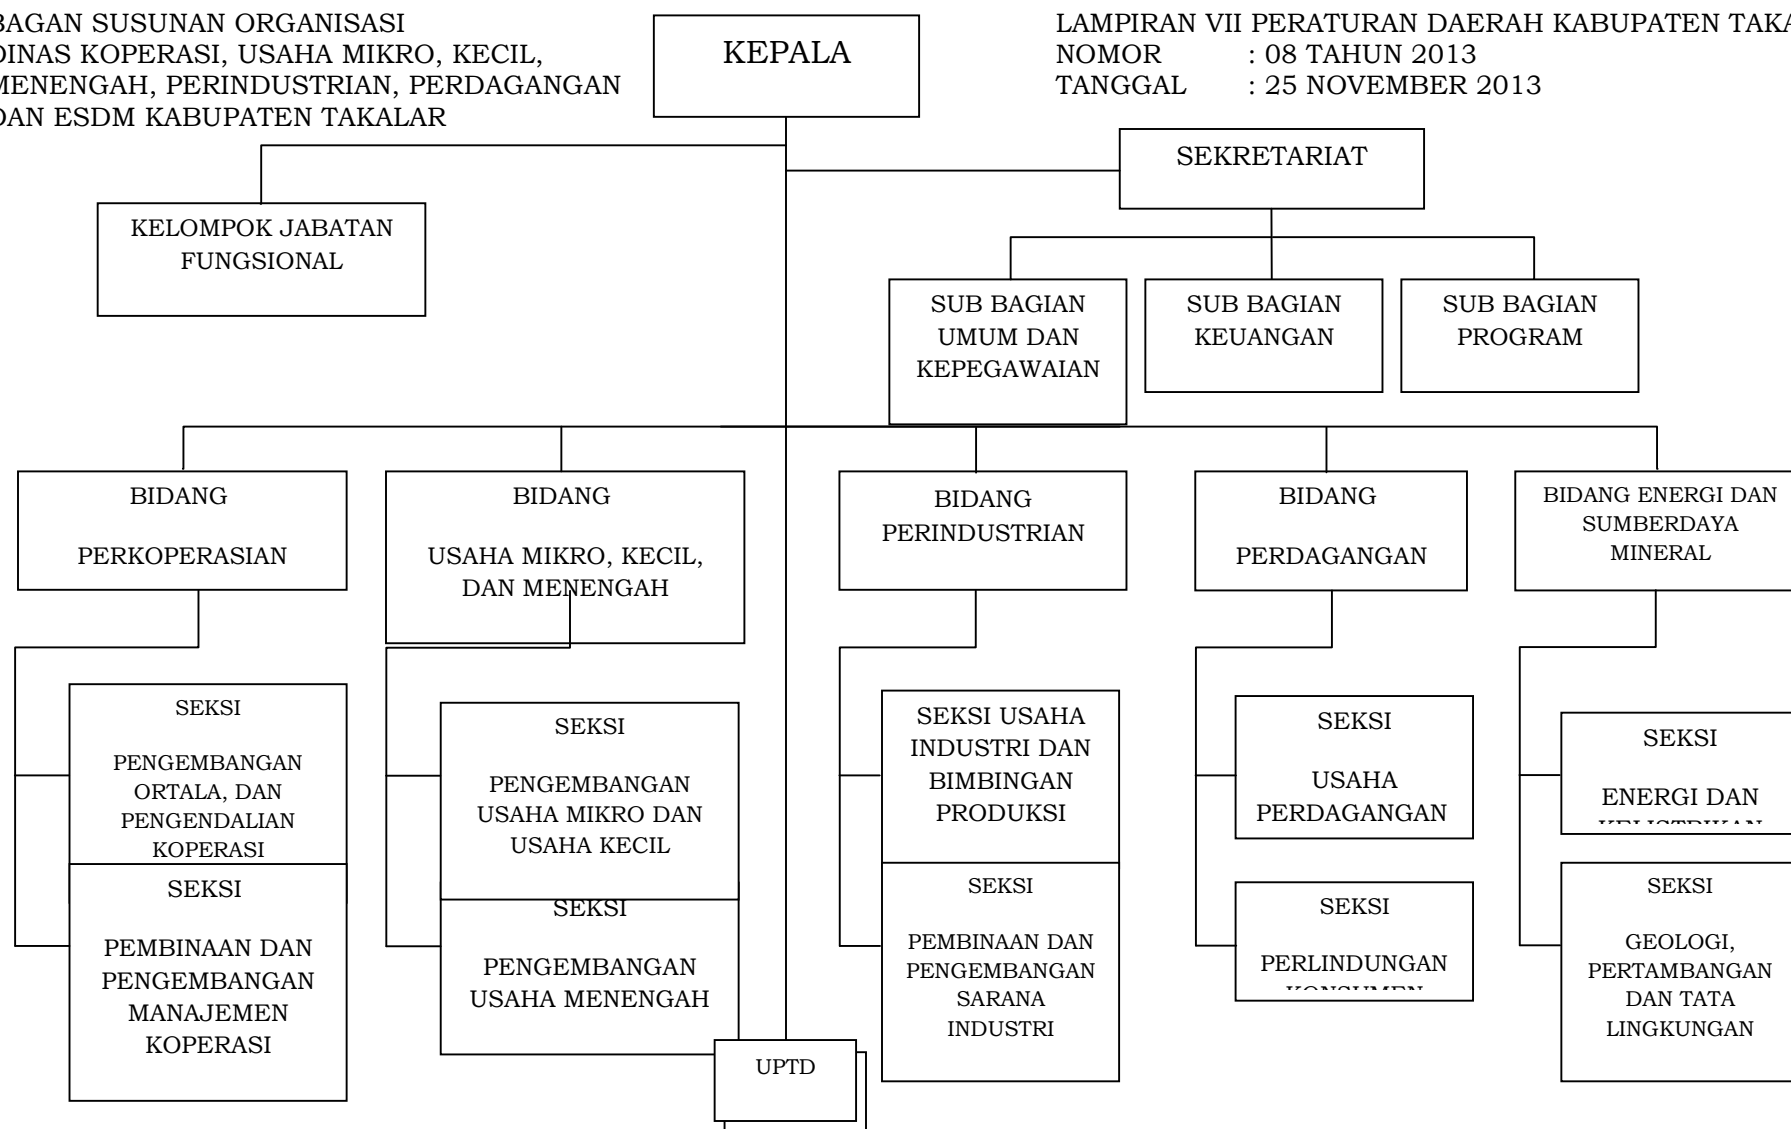 BAGAN SUSUNAN ORGANISASI
DINAS KOPERASI, USAHA MIKRO, KECIL,
MENENGAH, PERINDUSTRIAN, PERDAGANGAN
DAN ESDM KABUPATEN TAKALAR
KEPALA
LAMPIRAN VII PERATURAN DAERAH KABUPATEN
NOMOR : 08 TAHUN 2013
TANGGAL : 25 NOVEMBER 2013
SEKRETARIAT
KELOMPOK JABATAN
FUNGSIONAL
SUB BAGIAN
UMUM DAN
KEPEGAWAIAN
SUB BAGIAN
KEUANGAN
SUB BAGIAN
PROGRAM
BIDANG
PERKOPERASIAN
BIDANG
USAHA MIKRO, KECIL,
DAN MENENGAH
BIDANG
PERINDUSTRIAN
BIDANG
PERDAGANGAN
BIDANG ENERGI DAN
SUMBERDAYA
MINERAL
SEKSI
PENGEMBANGAN
ORTALA, DAN
PENGENDALIAN
KOPERASI
SEKSI
PEMBINAAN DAN
PENGEMBANGAN
MANAJEMEN
KOPERASI
SEKSI
PENGEMBANGAN
USAHA MIKRO DAN
USAHA KECIL
SEKSI
PENGEMBANGAN
USAHA MENENGAH
SEKSI USAHA
INDUSTRI DAN
BIMBINGAN
PRODUKSI
SEKSI
PEMBINAAN DAN
PENGEMBANGAN
SARANA
INDUSTRI
SEKSI
USAHA
PERDAGANGAN
SEKSI
PERLINDUNGAN
KONSUMEN
SEKSI
ENERGI DAN
KELISTRIKAN
SEKSI
GEOLOGI,
PERTAMBANGAN
DAN TATA
LINGKUNGAN
UPTD